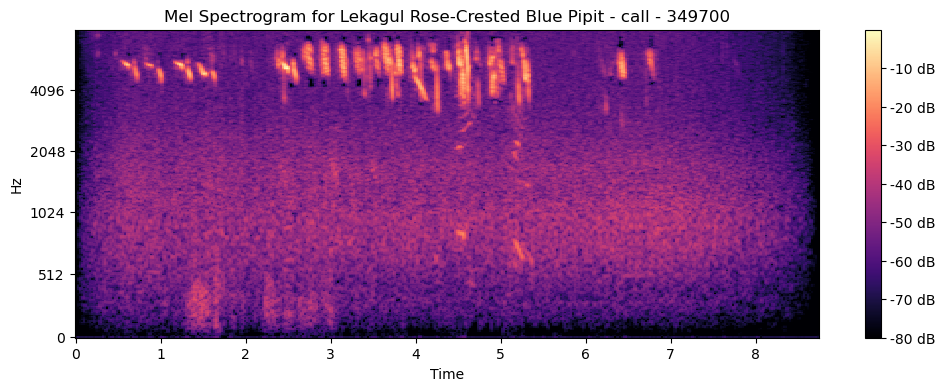 Mel Spectrogram for Lekagul Rose-Crested Blue Pipit - call - 349700
Hz
4096
2048
1024
512
0
0 1 2 3 4 5 6 7 8
Time
-10 dB
-20 dB
-30 dB
-40 dB
-50 dB
-60 dB
-70 dB
-80 dB